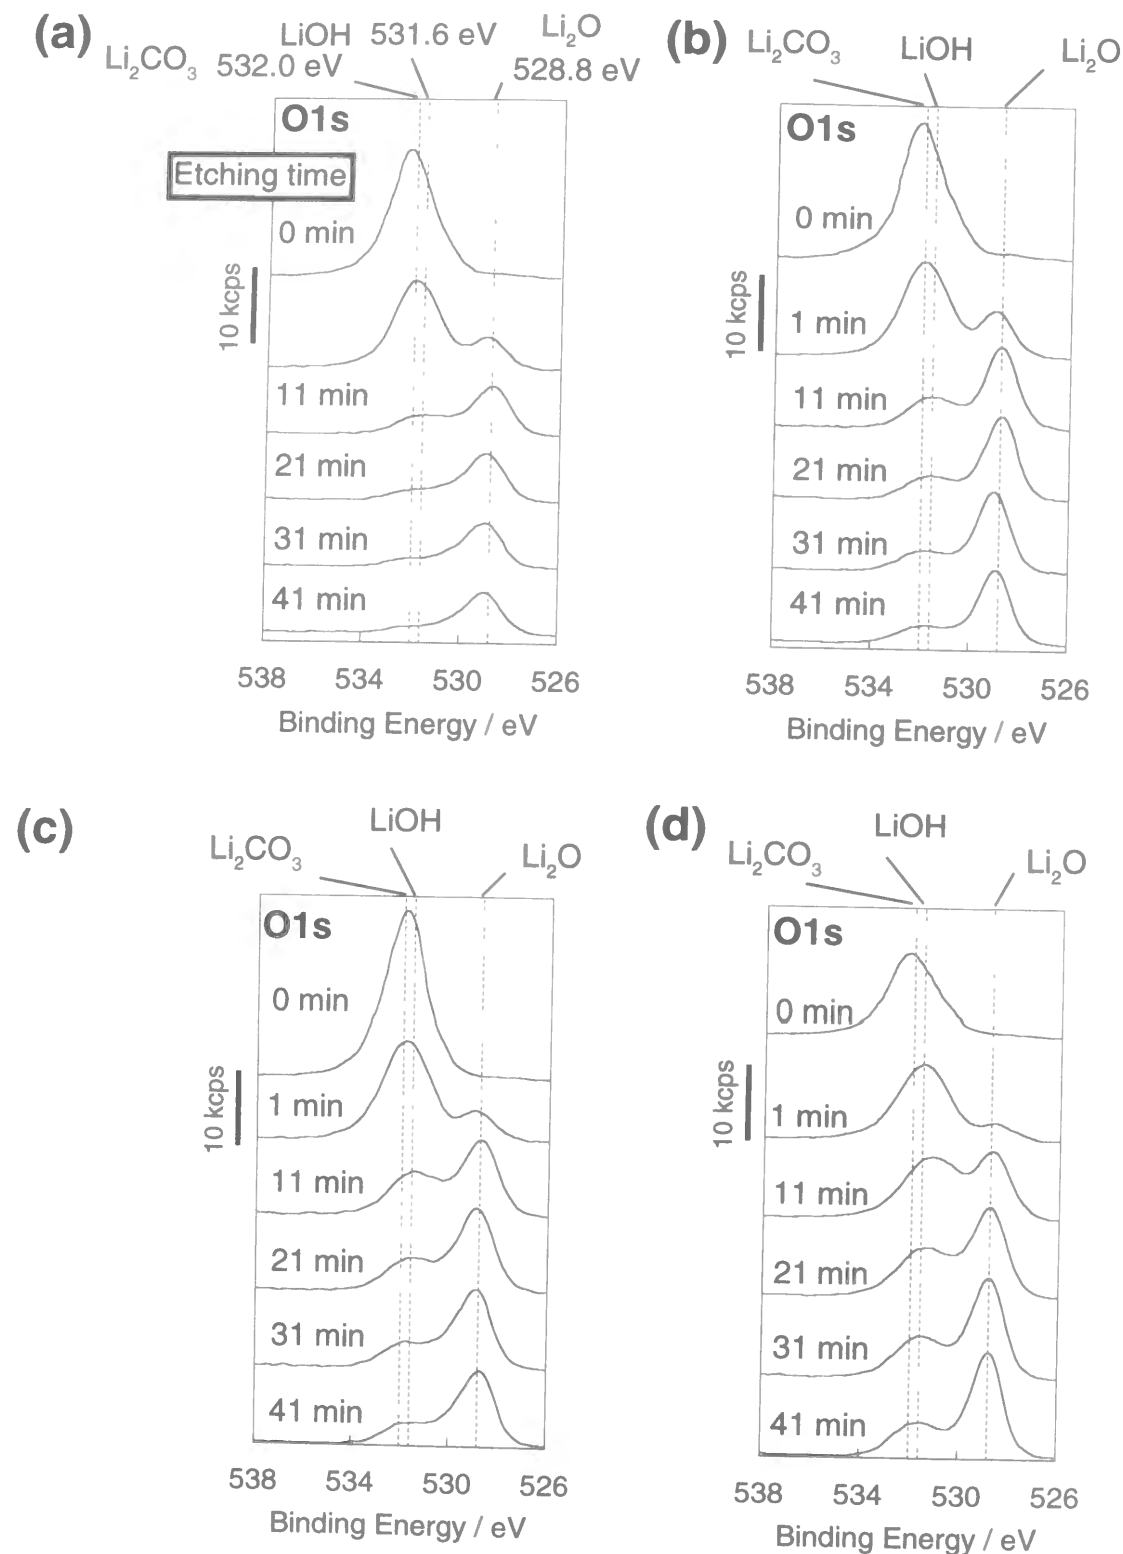 (a)
LiOH 531.6 eV
Li₂O
Li₂CO₃ 532.0 eV
528.8 eV
O1s
Etching time
0 min
10 kcps
11 min
21 min
31 min
41 min
538 534 530 526
Binding Energy / eV
(b)
Li₂CO₃
LiOH
Li₂O
O1s
0 min
10 kcps
1 min
11 min
21 min
31 min
41 min
538 534 530 526
Binding Energy / eV
(c)
LiOH
Li₂CO₃
Li₂O
O1s
0 min
10 kcps
1 min
11 min
21 min
31 min
41 min
538 534 530 526
Binding Energy / eV
(d)
LiOH
Li₂CO₃
Li₂O
O1s
0 min
10 kcps
1 min
11 min
21 min
31 min
41 min
538 534 530 526
Binding Energy / eV